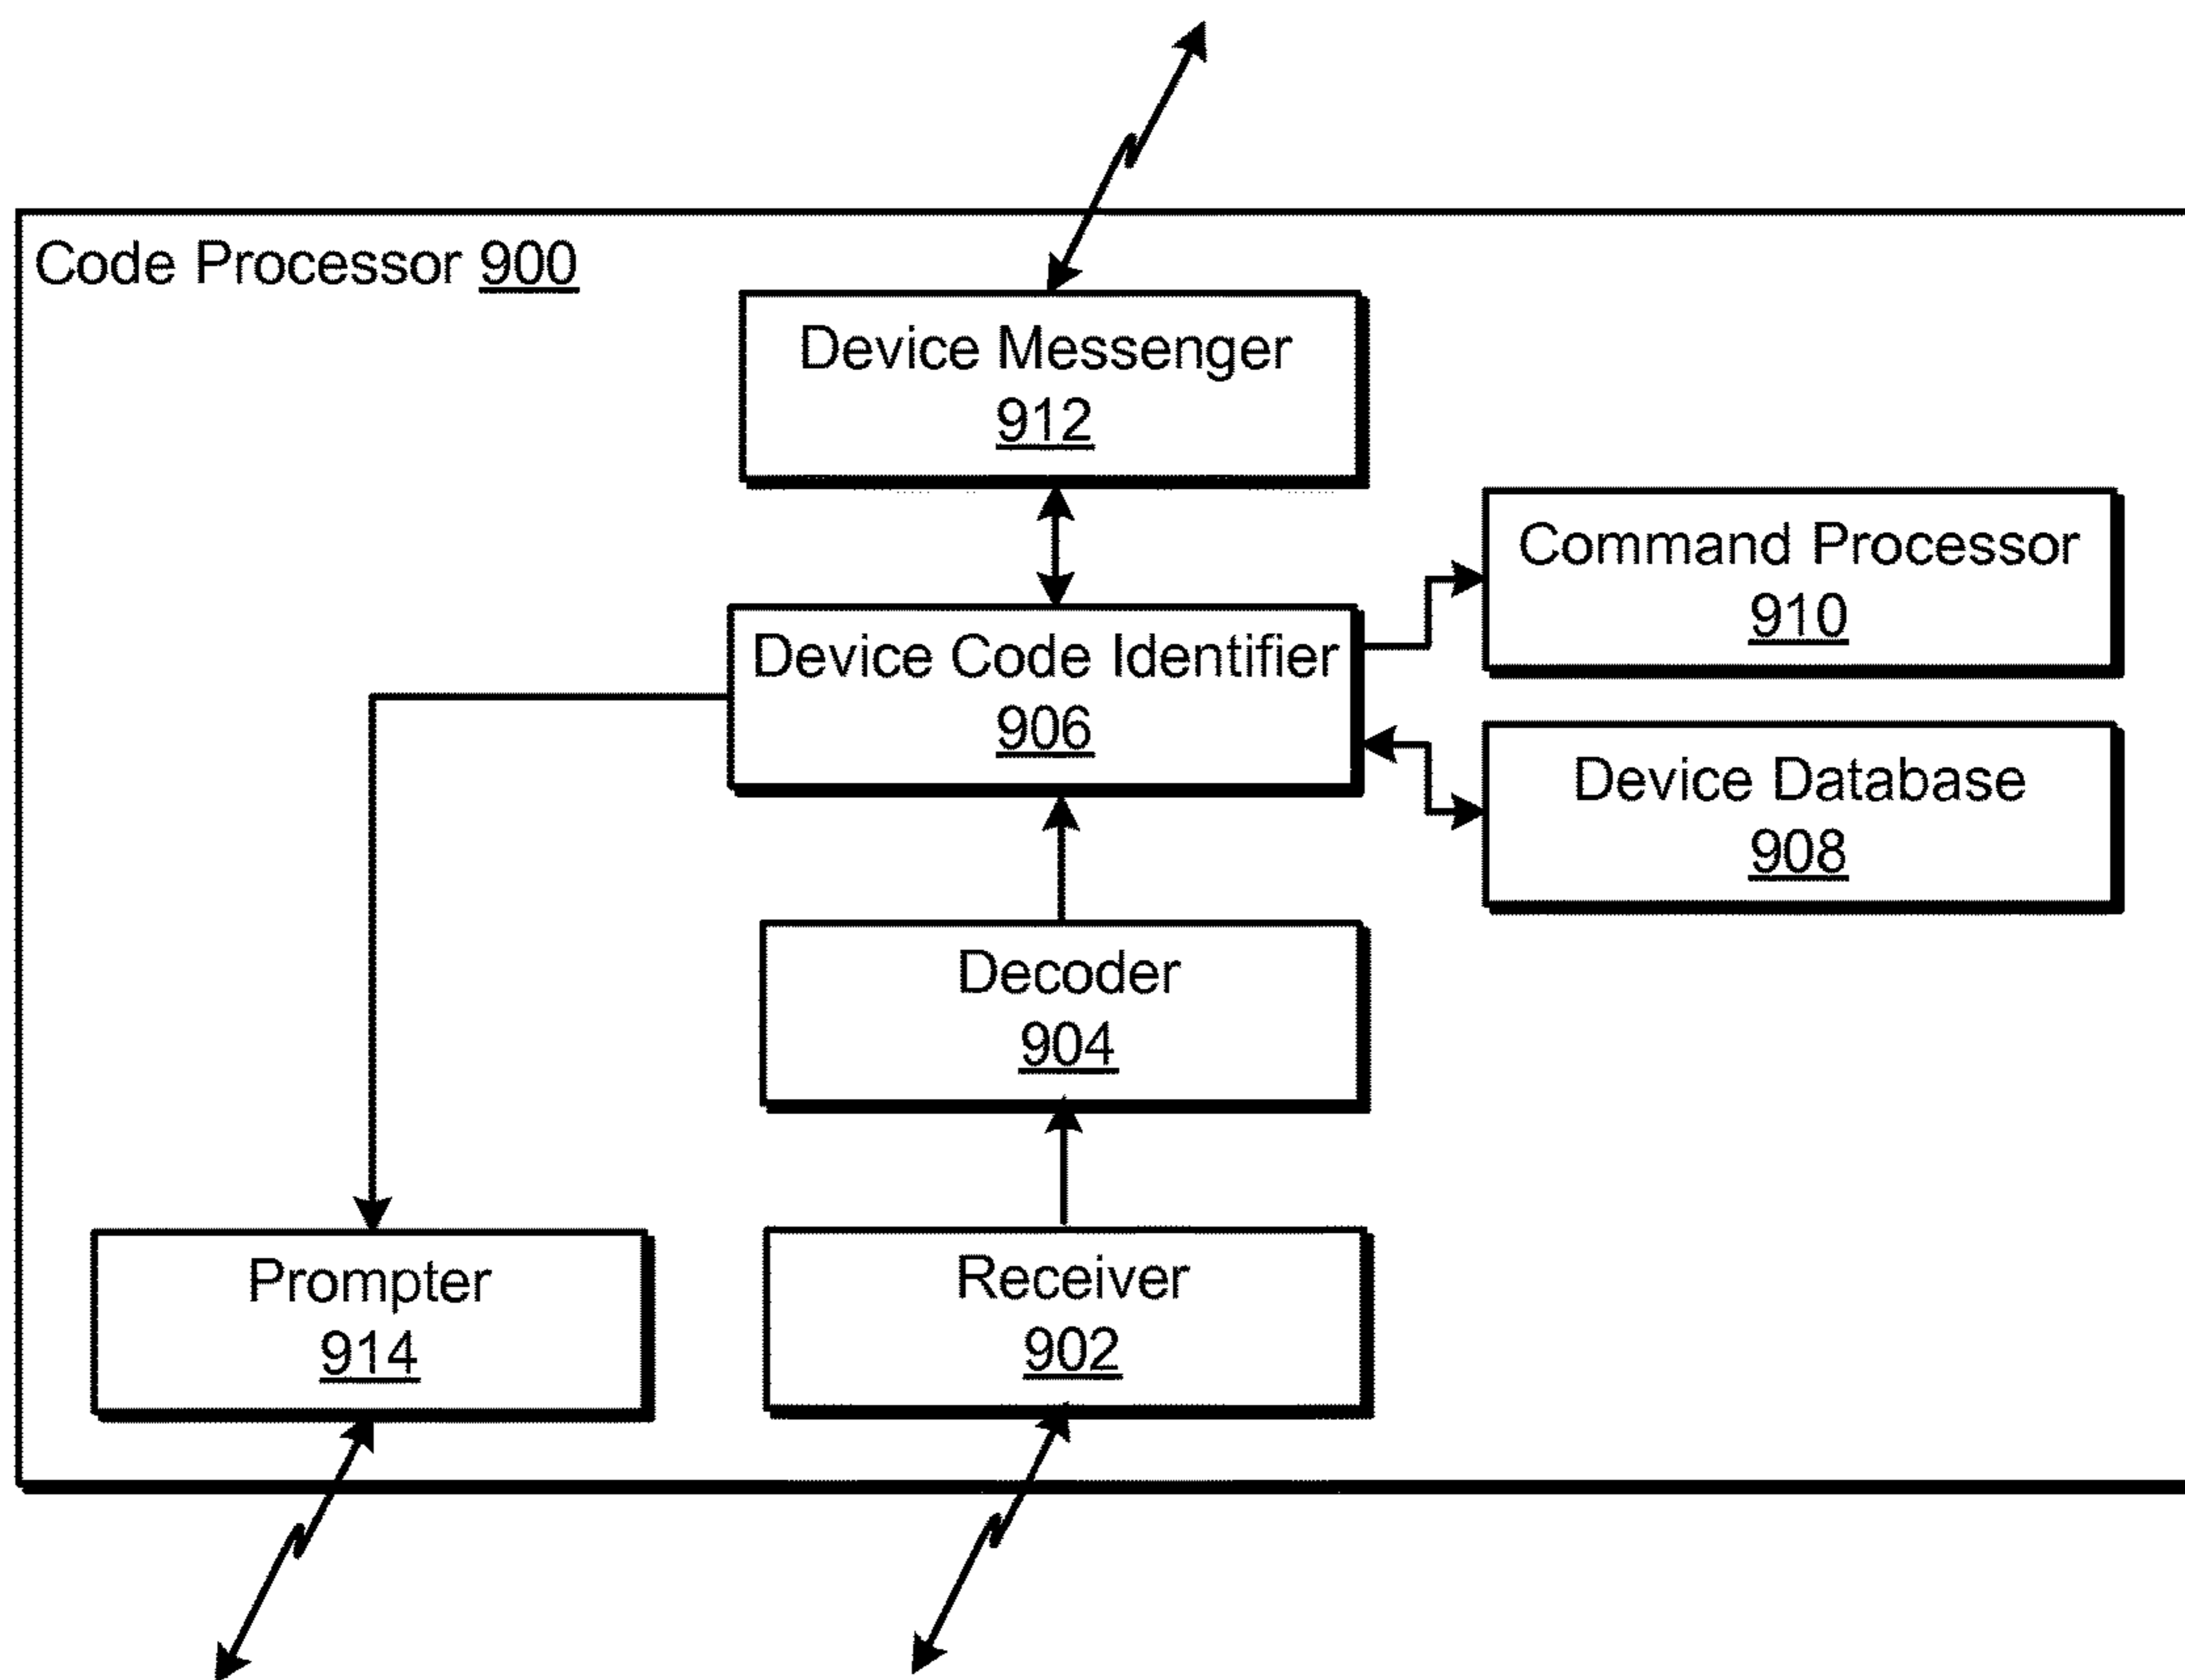 Code Processor 900
Device Messenger
912
Command Processor
910
Device Code Identifier
906
Device Database
908
Decoder
904
Prompter
914
Receiver
902